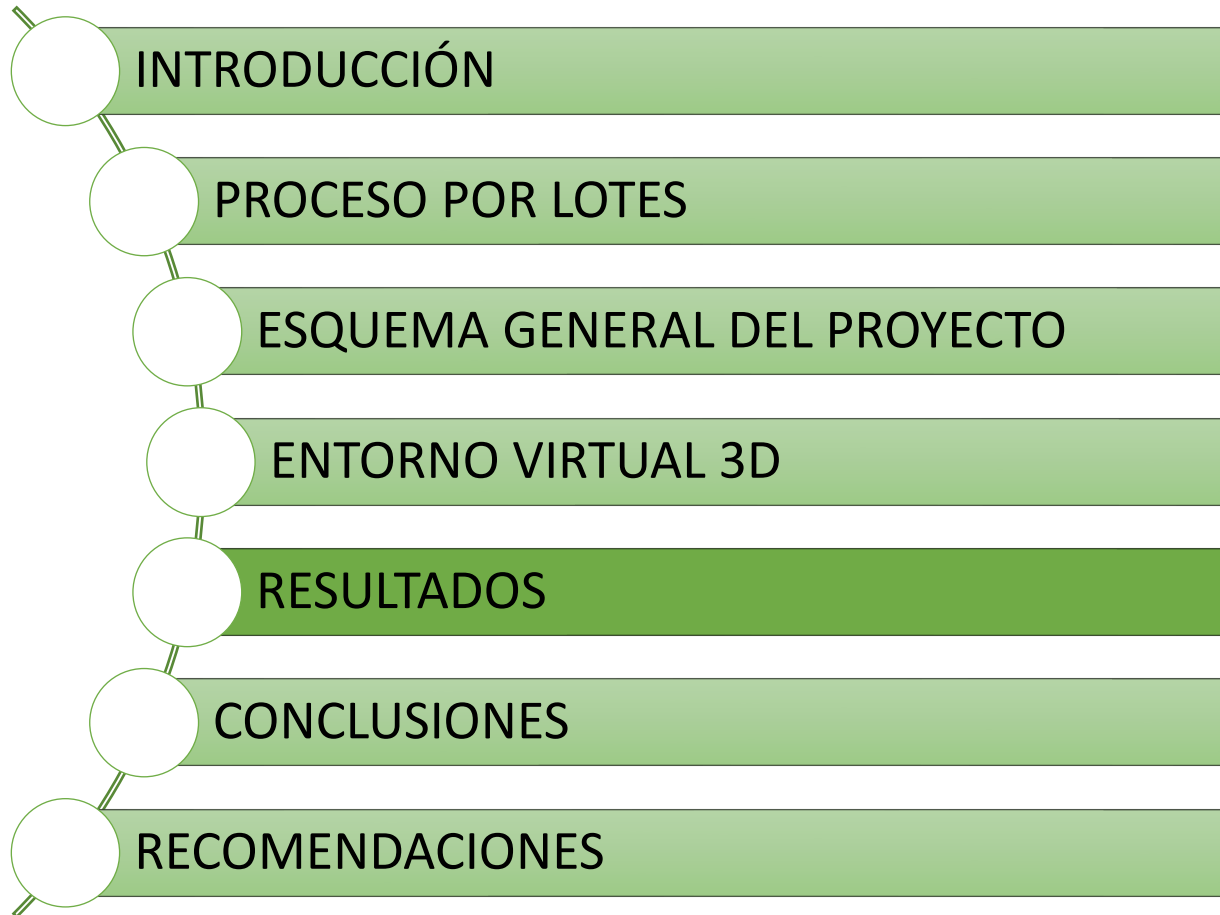 INTRODUCCIÓN
PROCESO POR LOTES
ESQUEMA GENERAL DEL PROYECTO
ENTORNO VIRTUAL 3D
RESULTADOS
CONCLUSIONES
RECOMENDACIONES